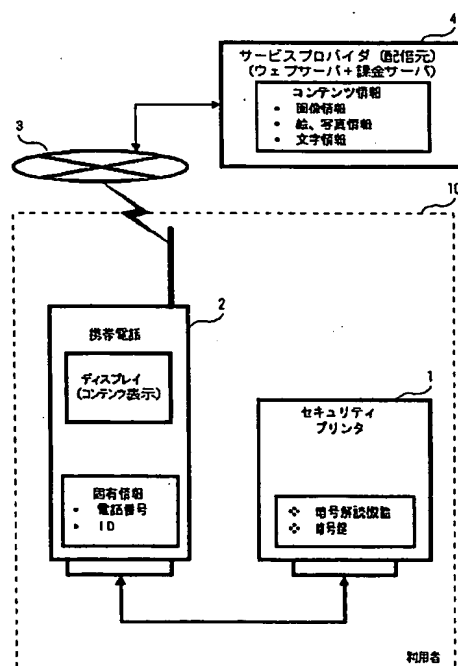 4
サービスプロバイダ(配信元)
(ウェブサーバ+課金サーバ)
コンテンツ情報
• 画像情報
• 絵、写真情報
• 文字情報
3
10
2
携帯電話
ディスプレイ
(コンテンツ表示)
固有情報
• 電話番号
• ID
1
セキュリティ
プリンタ
❖ 暗号解読機能
❖ 暗号鍵
利用者